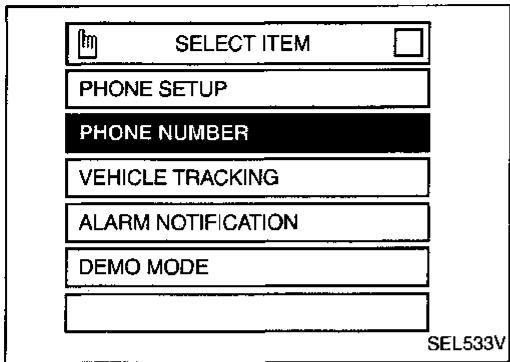 SELECT ITEM
PHONE SETUP
PHONE NUMBER
VEHICLE TRACKING
ALARM NOTIFICATION
DEMO MODE
SEL533V